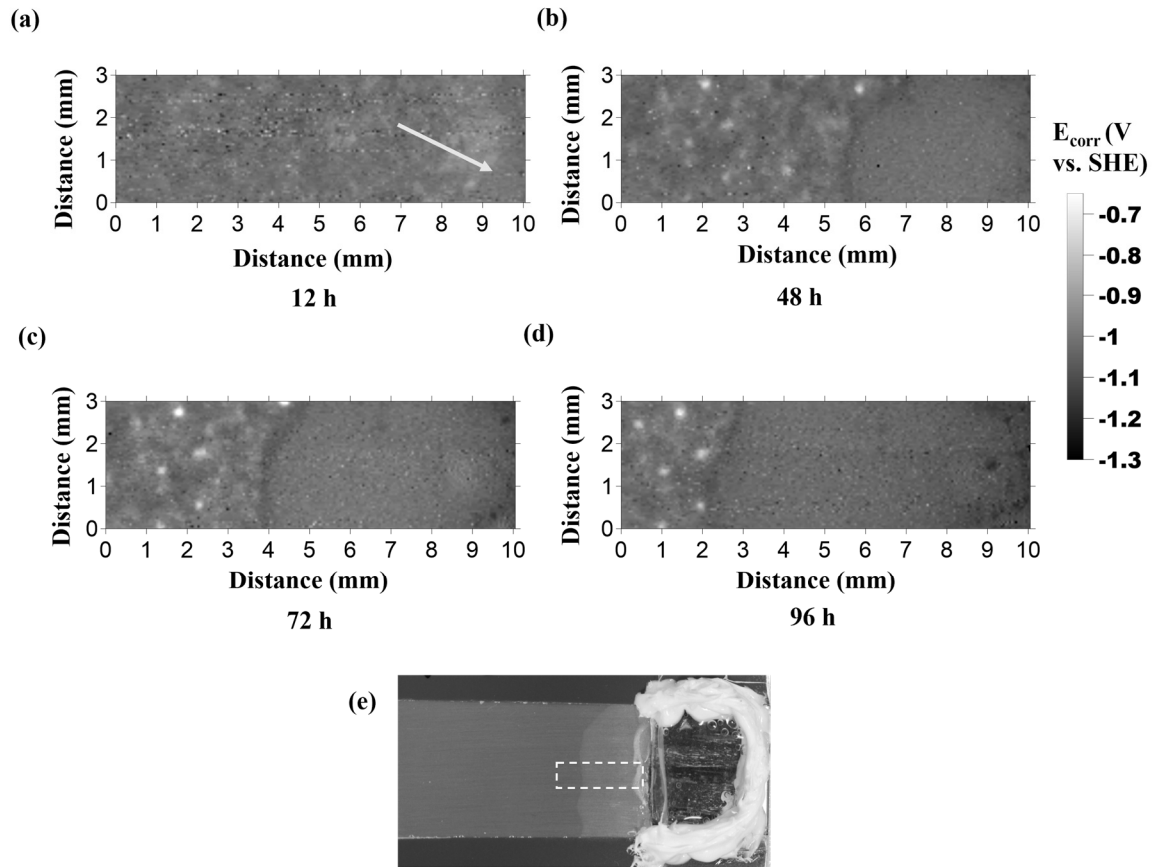 (a)
(b)
3
2
1
0
Distance (mm)
0 1 2 3 4 5 6 7 8 9 10
Distance (mm)
12 h
3
2
1
0
Distance (mm)
0 1 2 3 4 5 6 7 8 9 10
Distance (mm)
48 h
E_corr (V
vs. SHE)
-0.7
-0.8
-0.9
-1
-1.1
-1.2
-1.3
(c)
(d)
3
2
1
0
Distance (mm)
0 1 2 3 4 5 6 7 8 9 10
Distance (mm)
72 h
3
2
1
0
Distance (mm)
0 1 2 3 4 5 6 7 8 9 10
Distance (mm)
96 h
(e)